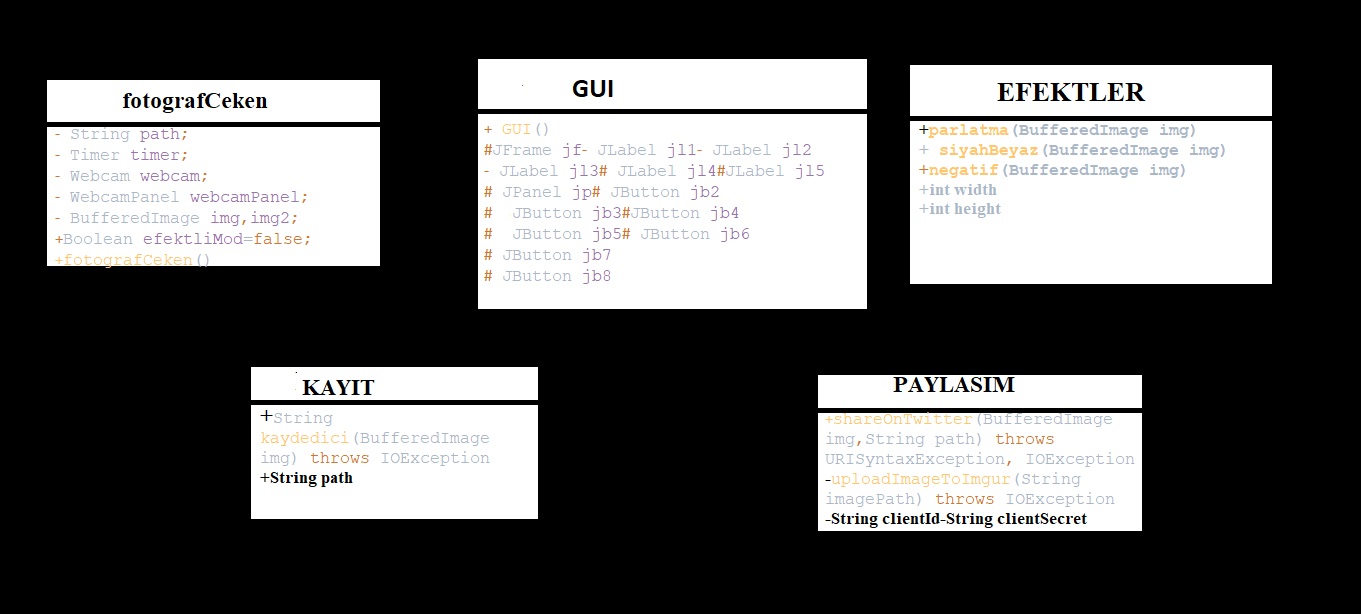 fotografCeken
- String path;
- Timer timer;
- Webcam webcam;
- WebcamPanel webcamPanel;
- BufferedImage img,img2;
+Boolean efektliMod=false;
+fotografCeken()
GUI
+ GUI()
#JFrame jf- JLabel jl1- JLabel jl2
- JLabel jl3# JLabel jl4#JLabel jl5
# JPanel jp# JButton jb2
# JButton jb3#JButton jb4
# JButton jb5# JButton jb6
# JButton jb7
# JButton jb8
EFEKTLER
+parlatma(BufferedImage img)
+ siyahBeyaz(BufferedImage img)
+negatif(BufferedImage img)
+int width
+int height
KAYIT
+String
kaydedici(BufferedImage
img) throws IOException
+String path
PAYLASIM
+shareOnTwitter(BufferedImage
img,String path) throws
URISyntaxException, IOException
-uploadImageToImgur(String
imagePath) throws IOException
-String clientId-String clientSecret